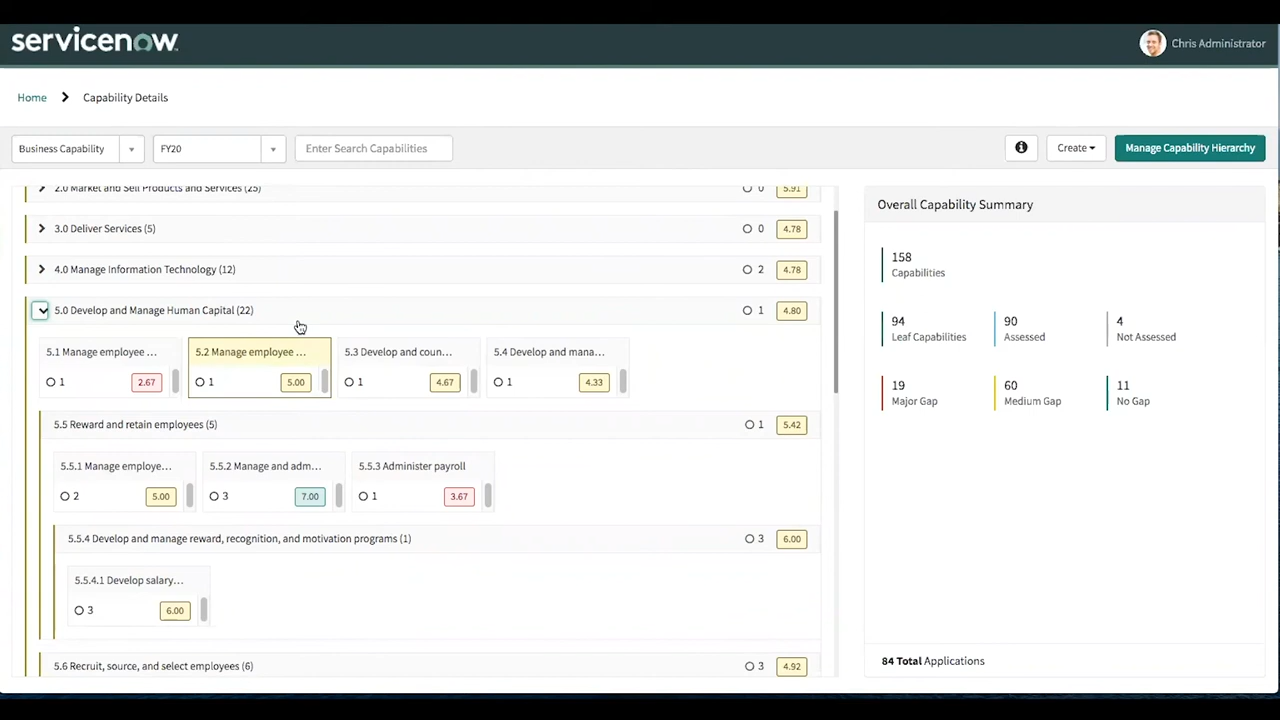 servicenow
Chris Administrator
Home
Capability Details
Business Capability
FY20
Enter Search Capabilities
Create
Manage Capability Hierarchy
2.0 Market and Sell Products and Services (25)
0
5.91
3.0 Deliver Services (5)
0
4.78
4.0 Manage Information Technology (12)
2
4.78
5.0 Develop and Manage Human Capital (22)
1
4.80
5.1 Manage employee ...
1
2.67
5.2 Manage employee ...
1
5.00
5.3 Develop and coun...
1
4.67
5.4 Develop and mana...
1
4.33
5.5 Reward and retain employees (5)
1
5.42
5.5.1 Manage employe...
2
5.00
5.5.2 Manage and adm...
3
7.00
5.5.3 Administer payroll
1
3.67
5.5.4 Develop and manage reward, recognition, and motivation programs (1)
3
6.00
5.5.4.1 Develop salary...
3
6.00
5.6 Recruit, source, and select employees (6)
3
4.92
Overall Capability Summary
158
Capabilities
94
Leaf Capabilities
90
Assessed
4
Not Assessed
19
Major Gap
60
Medium Gap
11
No Gap
84 Total Applications